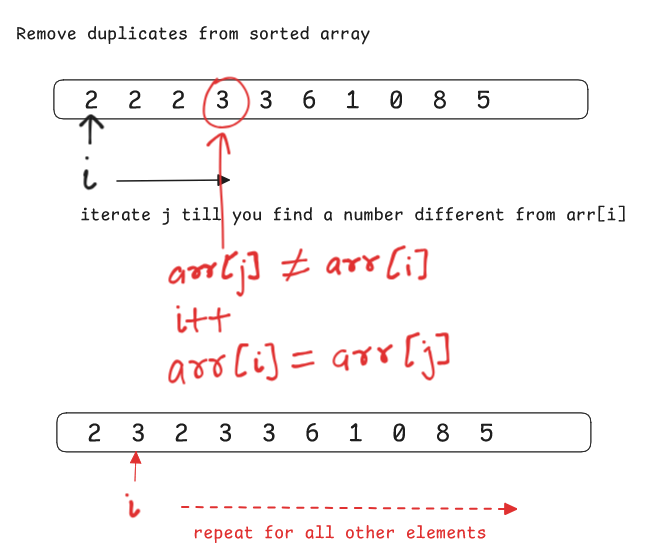 Remove duplicates from sorted array
2 2 2 3 3 6 1 0 8 5
i
iterate j till you find a number different from arr[i]
arr[j] ≠ arr[i]
i++
arr[i] = arr[j]
2 3 2 3 3 6 1 0 8 5
i
repeat for all other elements